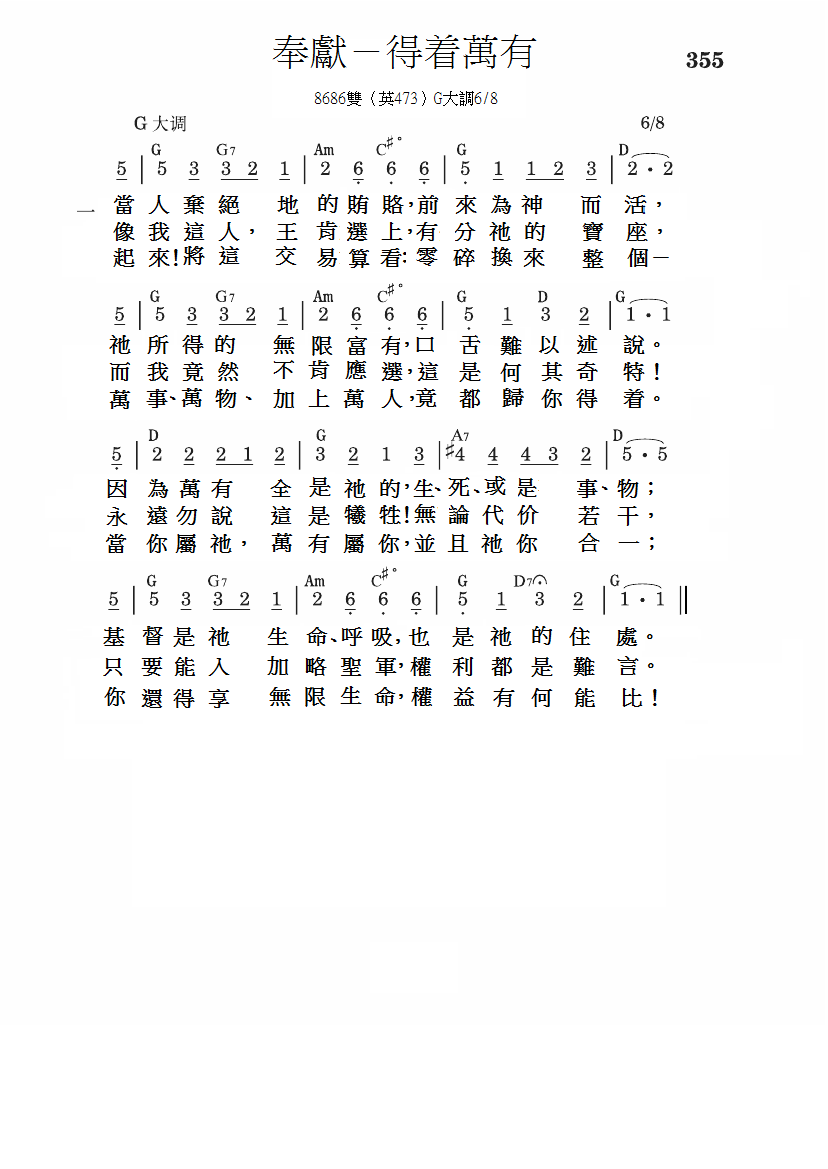 奉獻－得着萬有
355
8686雙（英473）G大調6/8
G 大调 6/8
G G7 Am C♯° G D
5 | 5 3 3 2 1 | 2 6 6 6 | 5 1 1 2 3 | 2 • 2
一 當人棄絕 地的賄賂，前來為神而活，
像我這人，王肯選上，有分祂的寶座，
起來！將這交易算看：零碎換來整個－
G G7 Am C♯° G D G
5 | 5 3 3 2 1 | 2 6 6 6 | 5 1 3 2 | 1 • 1
祂所得的 無限富有，口舌難以述說。
而我竟然 不肯應選，這是何其奇特！
萬事、萬物、加上萬人，竟都歸你得着。
D G A7 D
5 | 2 2 2 1 2 | 3 2 1 3 | ♯4 4 4 3 2 | 5 • 5
因為萬有 全是祂的，生、死、或是事、物；
永遠勿說 這是犧牲！無論代价若干，
當你屬祂，萬有屬你，並且祂你合一；
G G7 Am C♯° G D7 G
5 | 5 3 3 2 1 | 2 6 6 6 | 5 1 3 2 | 1 • 1 ||
基督是祂生命、呼吸，也是祂的住處。
只要能入加略聖軍，權利都是難言。
你還得享 無限生命，權益有何能比！